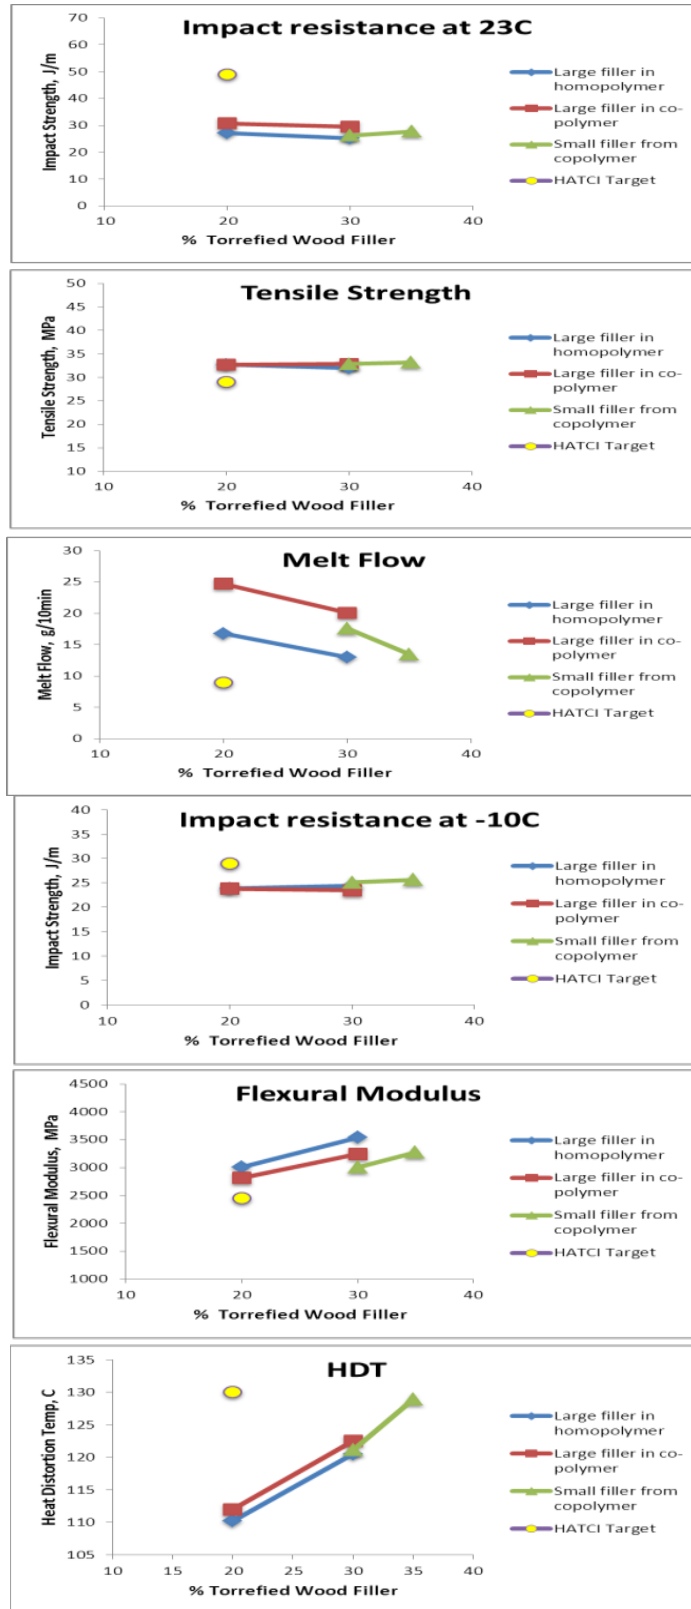 Impact resistance at 23C
70
60
50
40
30
20
10
0
10
20
30
40
Impact Strength, J/m
% Torrefied Wood Filler
Large filler in
homopolymer
Large filler in co-
polymer
Small filler from
copolymer
HATCI Target
Tensile Strength
50
45
40
35
30
25
20
15
10
10
20
30
40
Tensile Strength, MPa
% Torrefied Wood Filler
Large filler in
homopolymer
Large filler in co-
polymer
Small filler from
copolymer
HATCI Target
Melt Flow
30
25
20
15
10
5
0
10
20
30
40
Melt Flow, g/10min
% Torrefied Wood Filler
Large filler in
homopolymer
Large filler in co-
polymer
Small filler from
copolymer
HATCI Target
Impact resistance at -10C
40
35
30
25
20
15
10
5
0
10
20
30
40
Impact Strength, J/m
% Torrefied Wood Filler
Large filler in
homopolymer
Large filler in co-
polymer
Small filler from
copolymer
HATCI Target
Flexural Modulus
4500
4000
3500
3000
2500
2000
1500
1000
10
20
30
40
Flexural Modulus, MPa
% Torrefied Wood Filler
Large filler in
homopolymer
Large filler in co-
polymer
Small filler from
copolymer
HATCI Target
HDT
135
130
125
120
115
110
105
10
15
20
25
30
35
40
Heat Distortion Temp, C
% Torrefied Wood Filler
Large filler in
homopolymer
Large filler in co-
polymer
Small filler from
copolymer
HATCI Target